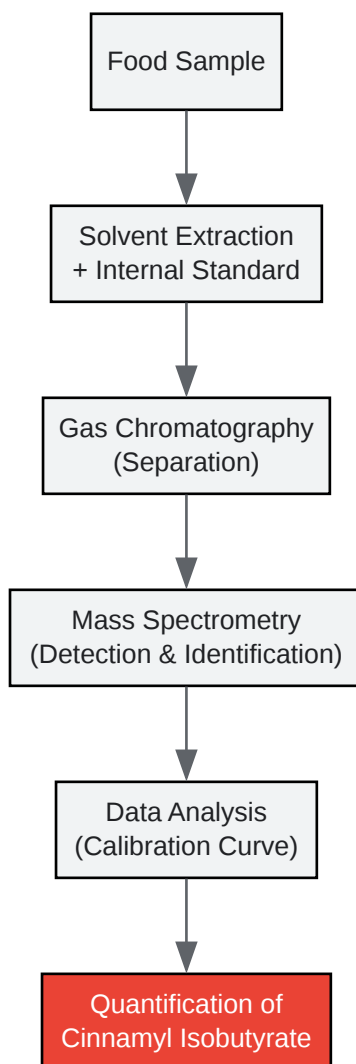 Food Sample
Solvent Extraction
+ Internal Standard
Gas Chromatography
(Separation)
Mass Spectrometry
(Detection & Identification)
Data Analysis
(Calibration Curve)
Quantification of
Cinnamyl Isobutyrate